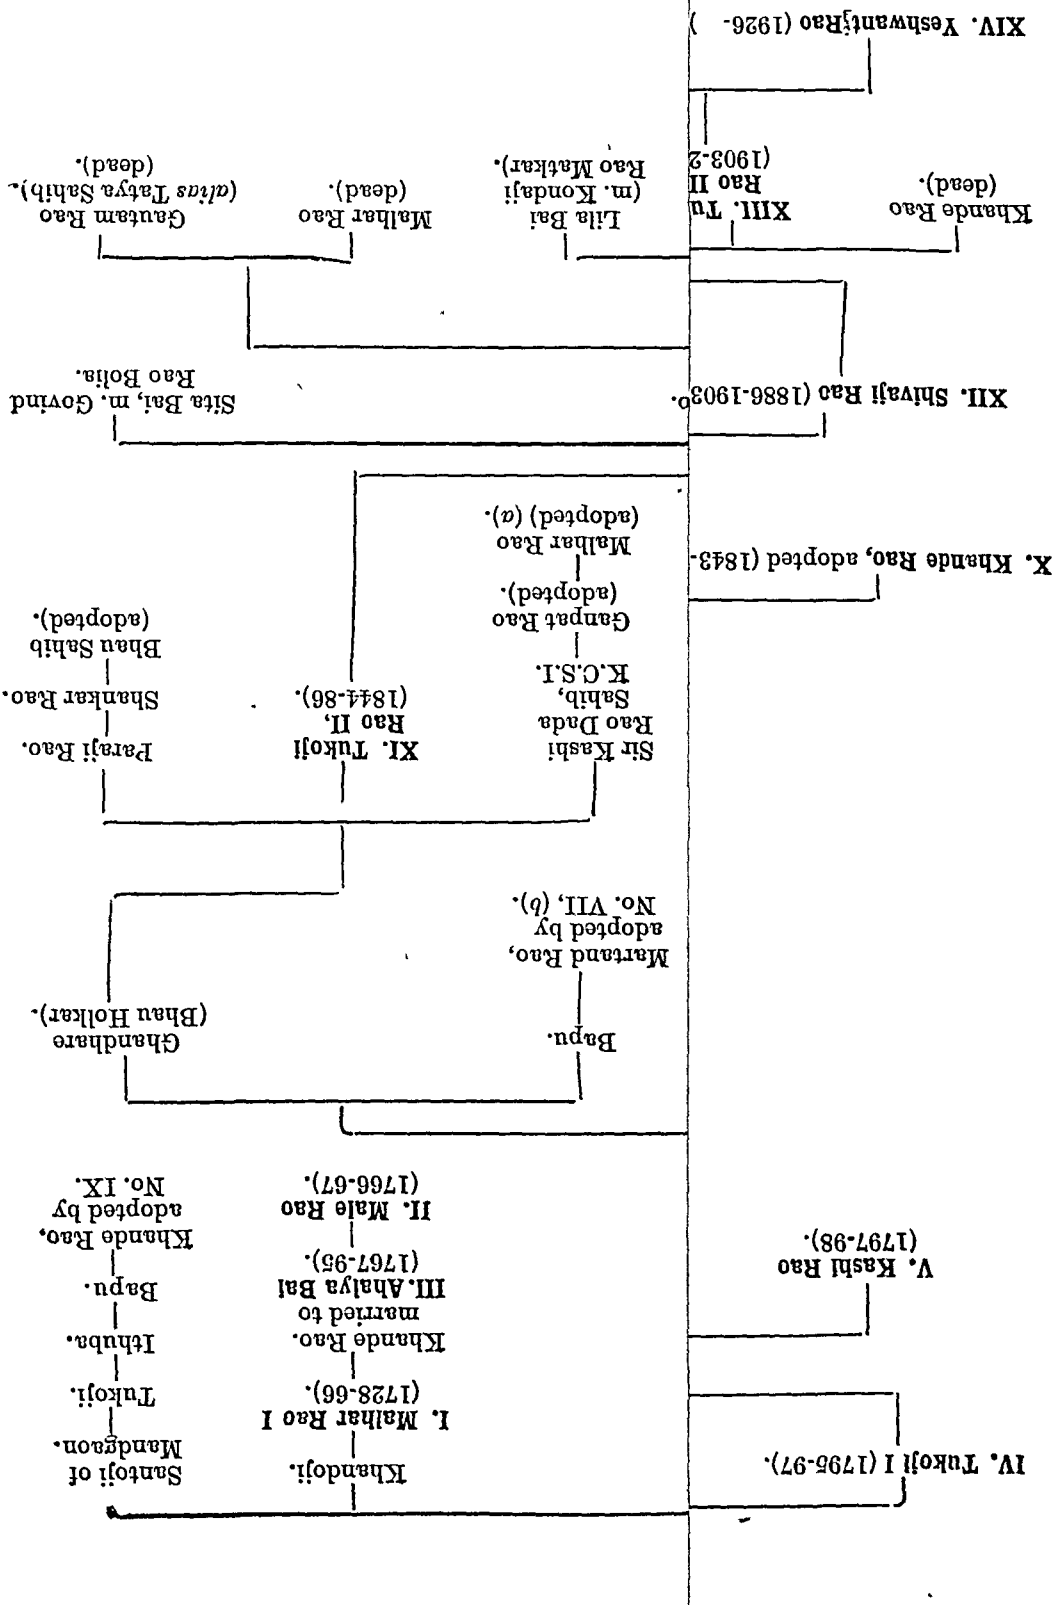 IV. Tukoji I (1795-97).
Khandoji.
I. Malhar Rao I
(1728-66).
Khande Rao.
married to
III. Ahalya Bai
(1767-95).
II. Male Rao
(1766-67).
Santoji of
Mandgaon.
Tukoji.
Ithuba.
Bapu.
Khande Rao,
adopted by
No. IX.
V. Kashi Rao
(1797-98).
Bapu.
Martand Rao,
adopted by
No. VII, (b).
Ghandhare
(Bhau Holkar).
Sir Kashi
Rao Dada
Sahib,
K.C.S.I.
Ganpat Rao
(adopted).
Malhar Rao
(adopted) (a).
XI. Tukoji
Rao II,
(1844-86).
Paraji Rao.
Shankar Rao.
Bhau Sahib
(adopted).
X. Khande Rao, adopted (1843-
XII. Shivaji Rao (1886-1903
Sita Bai, m. Govind
Rao Bolia.
Khande Rao
(dead).
XIII. Tu
Rao II
(1903-2
Lila Bai
(m. Kondaji
Rao Matkar).
Malhar Rao
(dead).
Gautam Rao
(alias Tatya Sahib).
(dead).
XIV. Yeshwant Rao (1926- )